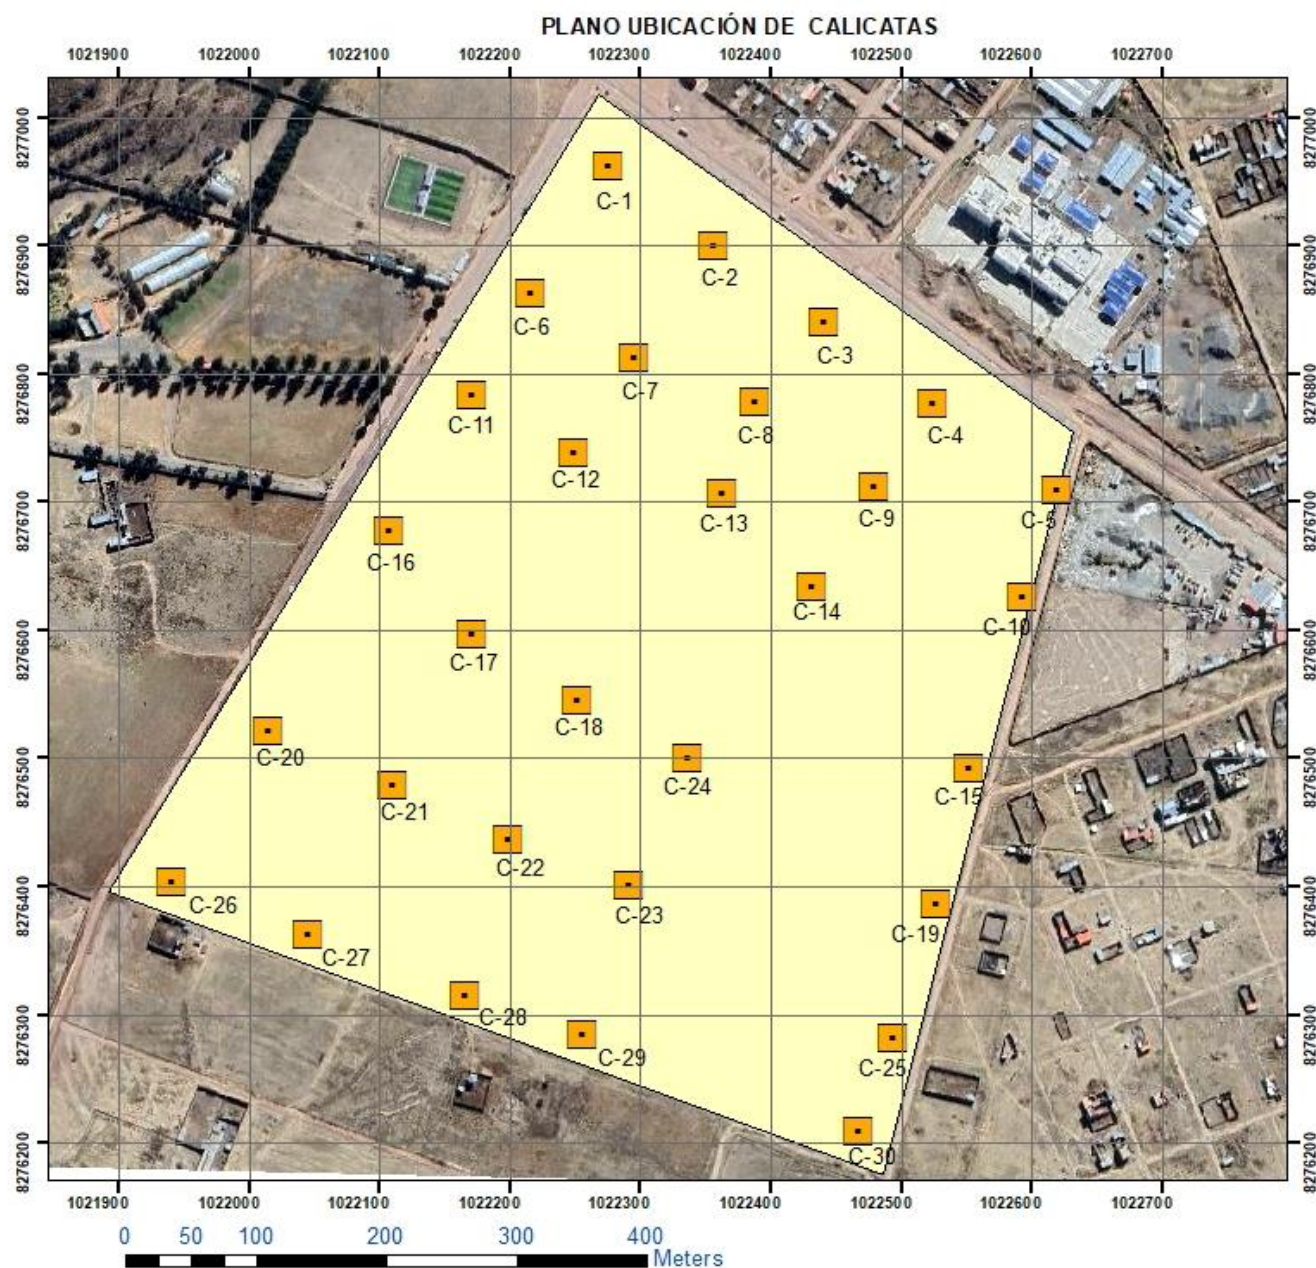 PLANO UBICACIÓN DE CALICATAS
1021900 1022000 1022100 1022200 1022300 1022400 1022500 1022600 1022700
8277000 8277000
C-1
8276900 8276900
C-2
C-6
C-3
C-7
8276800 8276800
C-11
C-8
C-4
C-12
C-5
8276700 8276700
C-13
C-9
C-16
C-14
C-10
8276600 8276600
C-17
C-18
C-20
C-24
8276500 8276500
C-15
C-21
C-22
8276400 8276400
C-26
C-23
C-19
C-27
C-28
8276300 8276300
C-29
C-25
C-30
8276200 8276200
1021900 1022000 1022100 1022200 1022300 1022400 1022500 1022600 1022700
0 50 100 200 300 400
Meters